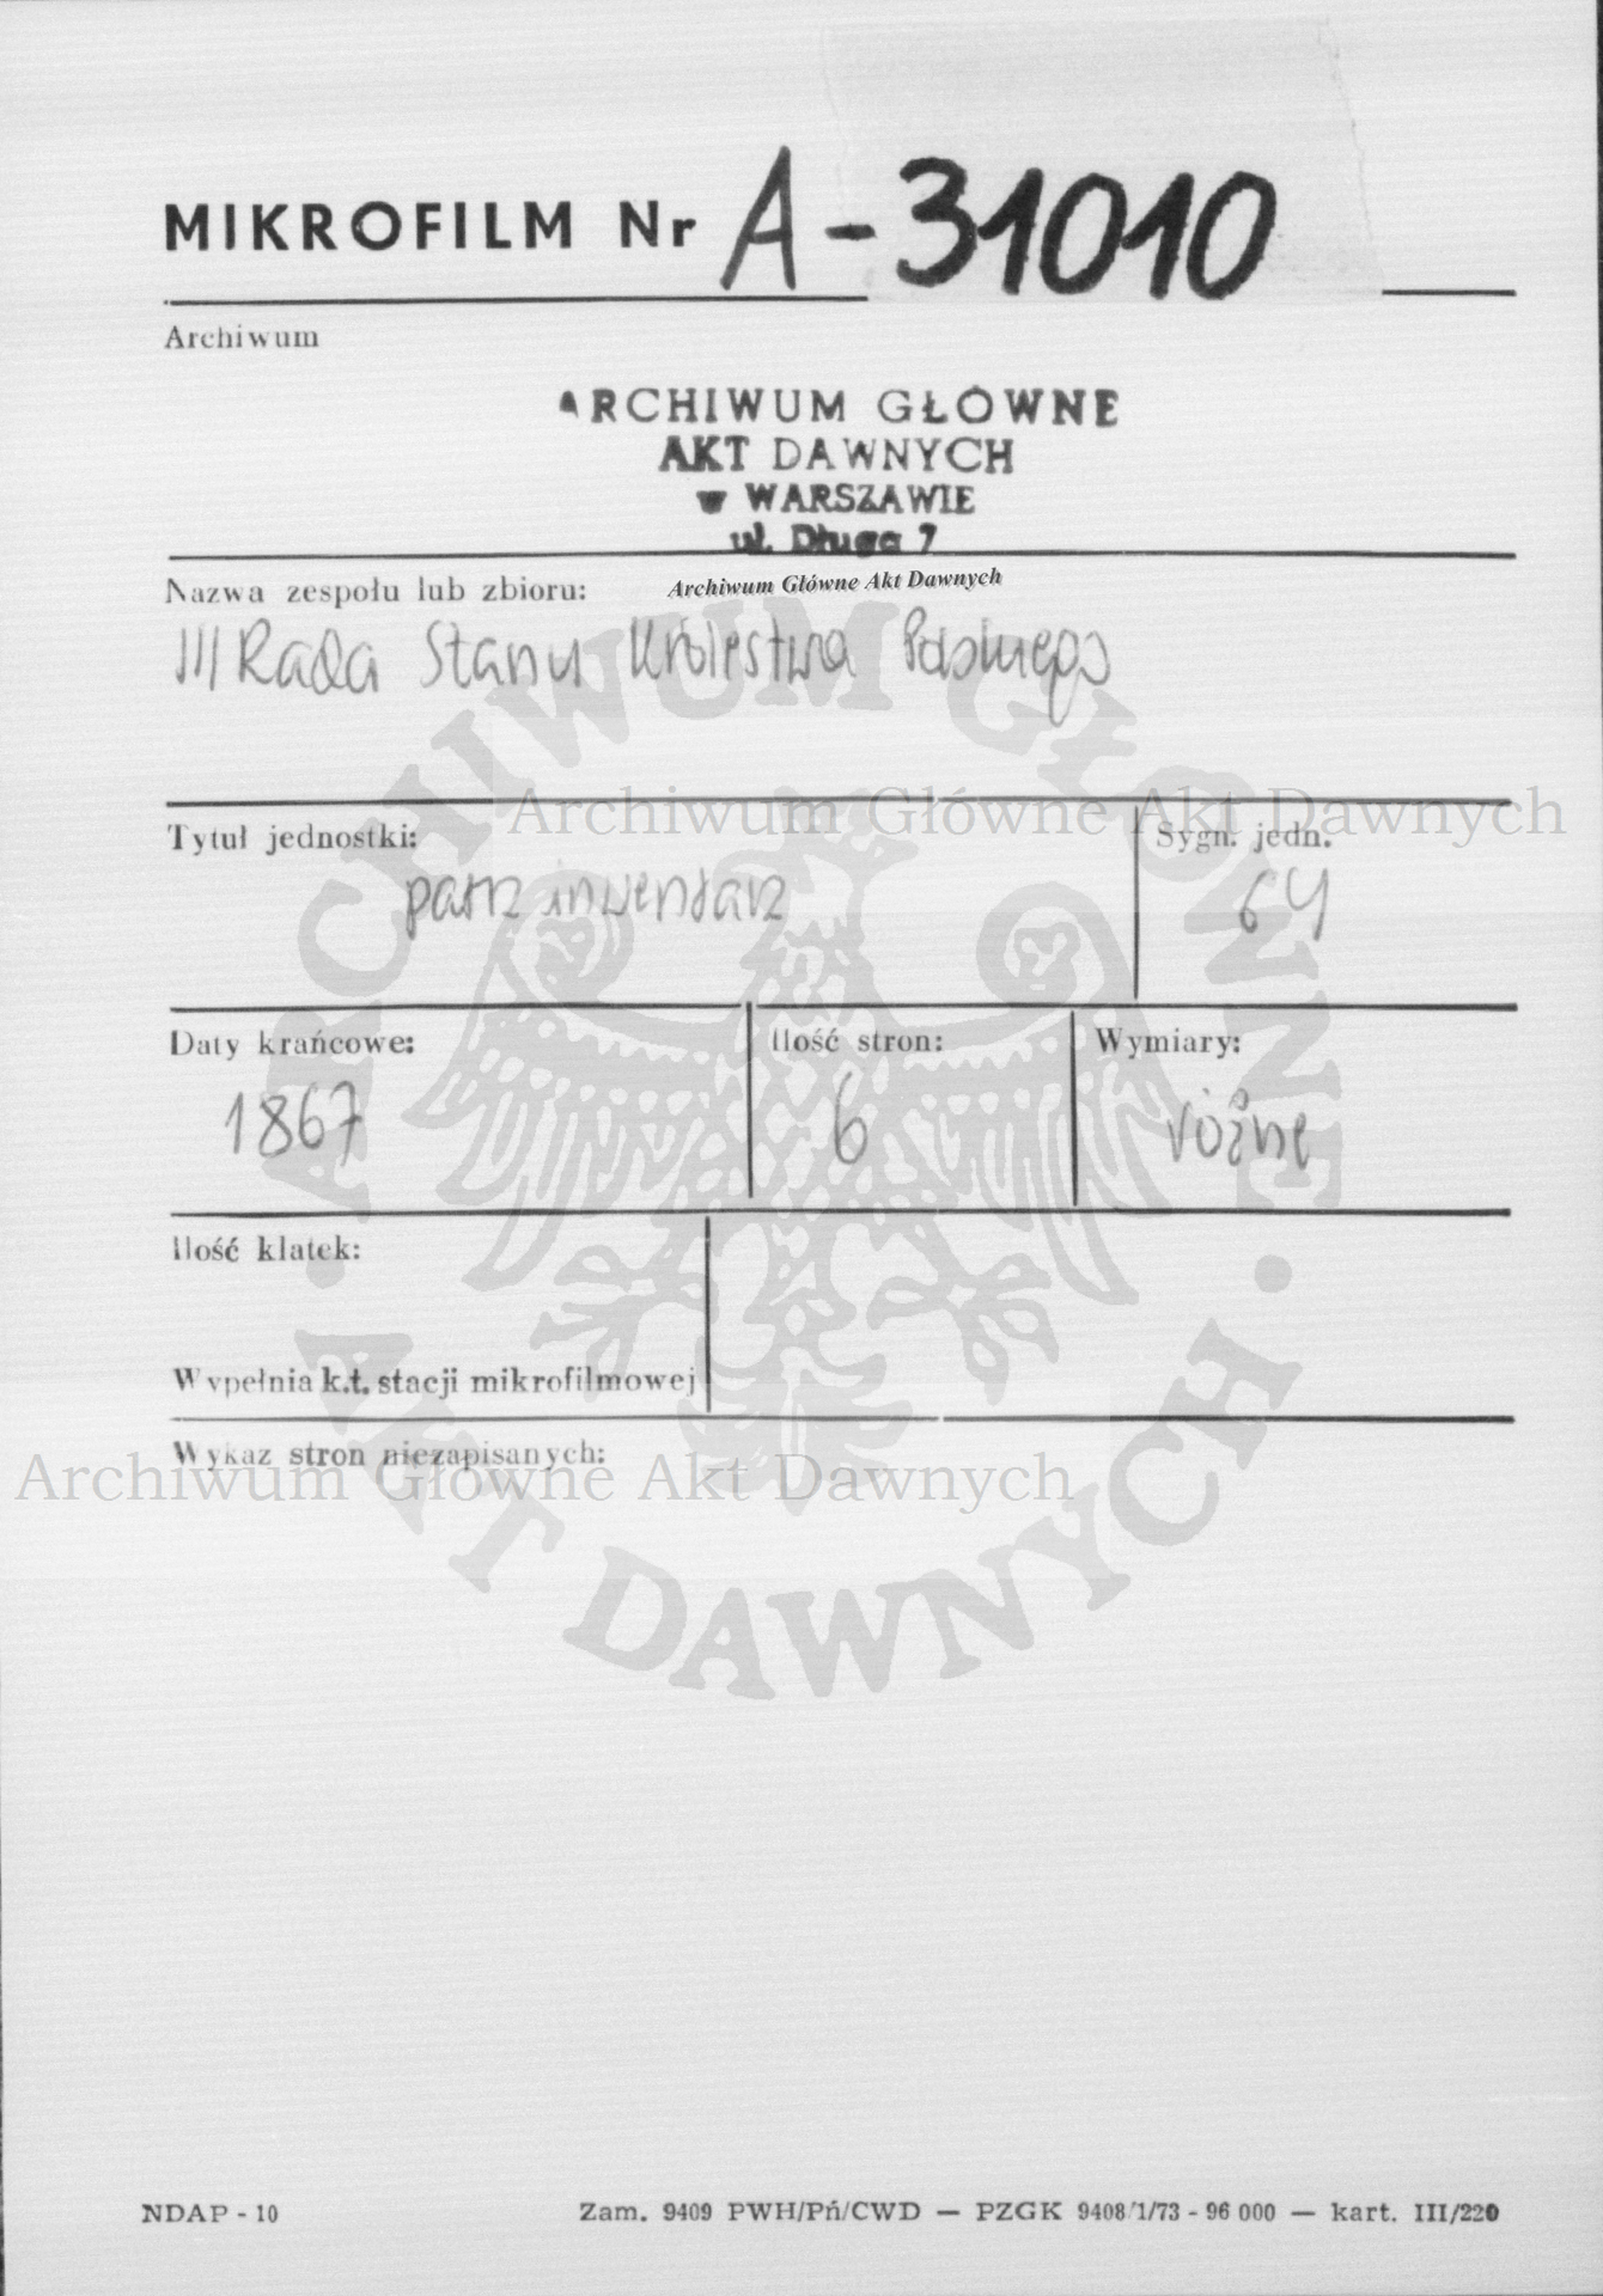 MIKROFILM Nr A-31010
Archiwum
ARCHIWUM GŁÓWNE
AKT DAWNYCH
w WARSZAWIE
ul. Długa 7
Nazwa zespołu lub zbioru:
Archiwum Główne Akt Dawnych
III Rada Stanu Królestwa Polskiego
Archiwum Główne Akt Dawnych
Tytuł jednostki:
Sygn. jedn.
patrz inwentarz
64
Daty krańcowe:
Ilość stron:
Wymiary:
1867
6
różne
Ilość klatek:
Wypełnia k.t. stacji mikrofilmowej
Wykaz stron niezapisanych:
Archiwum Główne Akt Dawnych
ARCHIWUM GŁÓWNE
· AKT DAWNYCH ·
NDAP - 10
Zam. 9409 PWH/Pń/CWD — PZGK 9408/1/73 - 96 000 — kart. III/220